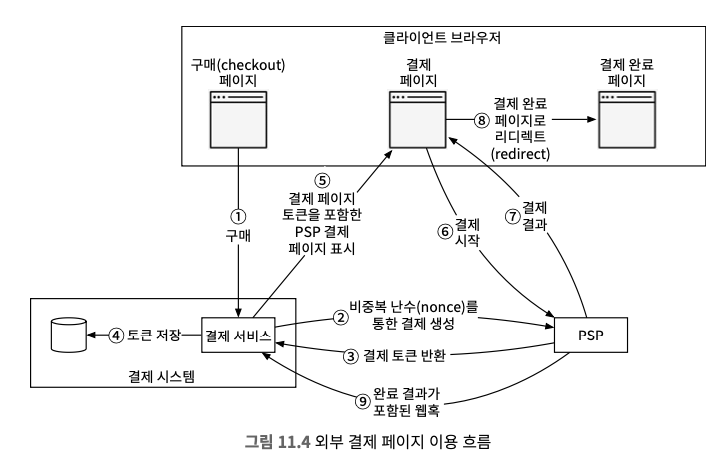 클라이언트 브라우저
구매(checkout)
페이지
결제
페이지
결제 완료
페이지
⑧
결제 완료
페이지로
리디렉트
(redirect)
①
구매
⑤
결제 페이지
토큰을 포함한
PSP 결제
페이지 표시
⑥
결제
시작
⑦
결제
결과
④ 토큰 저장
결제 서비스
결제 시스템
②
비중복 난수(nonce)를
통한 결제 생성
③ 결제 토큰 반환
PSP
⑨
완료 결과가
포함된 웹훅
그림 11.4 외부 결제 페이지 이용 흐름